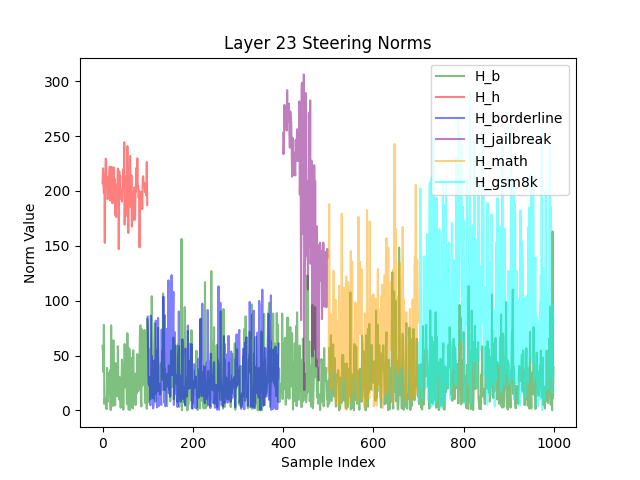 Layer 23 Steering Norms
Norm Value
300
250
200
150
100
50
0
H_b
H_h
H_borderline
H_jailbreak
H_math
H_gsm8k
0
200
400
600
800
1000
Sample Index